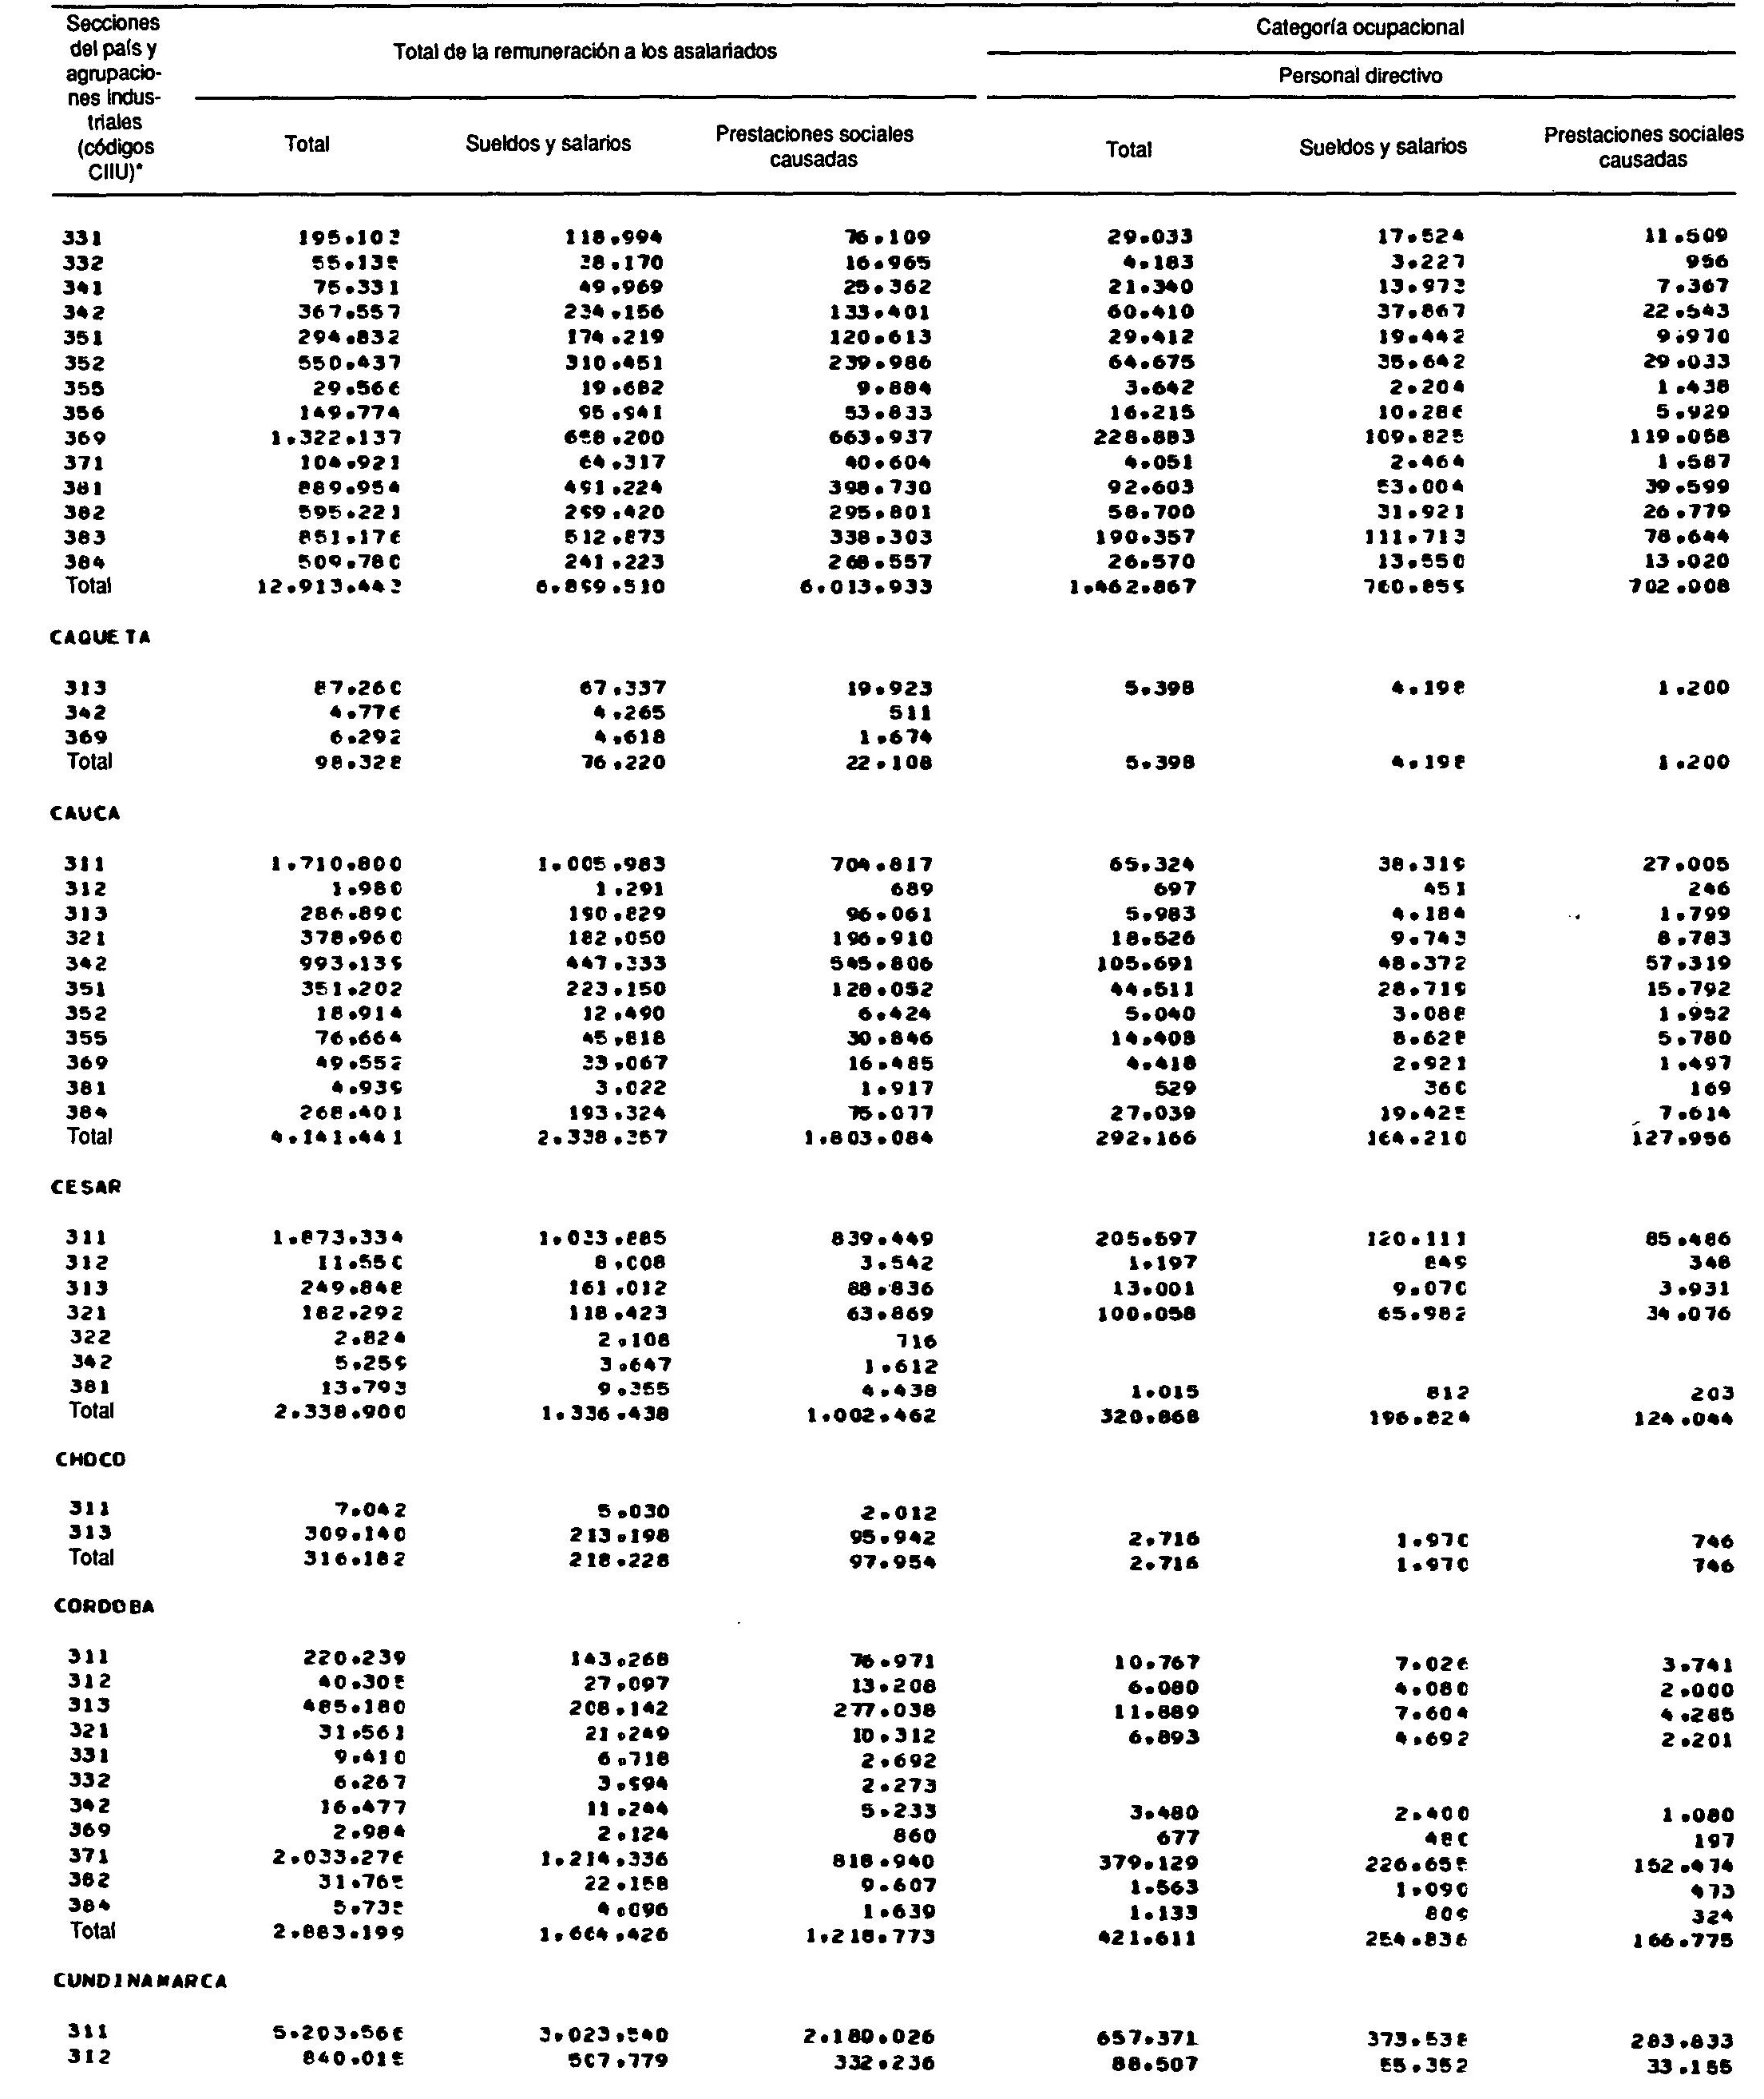 Secciones del país y agrupaciones industriales (códigos CIIU)*
Total de la remuneración a los asalariados
Categoría ocupacional
Personal directivo
Total Sueldos y salarios Prestaciones sociales causadas Total Sueldos y salarios Prestaciones sociales causadas
331 195.103 118.994 76.109 29.033 17.524 11.509
332 55.135 38.170 16.965 4.183 3.227 956
341 75.331 49.969 25.362 21.340 13.973 7.367
342 367.557 234.156 133.401 60.410 37.867 22.543
351 294.832 174.219 120.613 29.412 19.442 9.970
352 550.437 310.451 239.986 64.675 35.642 29.033
355 29.566 19.682 9.884 3.642 2.204 1.438
356 149.774 95.941 53.833 16.215 10.286 5.929
369 1.322.137 658.200 663.937 228.883 109.825 119.058
371 104.921 64.317 40.604 4.051 2.464 1.587
381 889.954 491.224 398.730 92.603 53.004 39.599
382 595.221 299.420 295.801 58.700 31.921 26.779
383 851.176 512.873 338.303 190.357 111.713 78.644
384 509.780 241.223 268.557 26.570 13.550 13.020
Total 12.913.443 6.899.510 6.013.933 1.462.867 760.859 702.008
CAQUETA
313 87.260 67.337 19.923 5.398 4.198 1.200
342 4.776 4.265 511
369 6.292 4.618 1.674
Total 98.328 76.220 22.108 5.398 4.198 1.200
CAUCA
311 1.710.800 1.005.983 704.817 65.324 38.319 27.005
312 1.980 1.291 689 697 451 246
313 286.890 190.829 96.061 5.983 4.184 1.799
321 378.960 182.050 196.910 18.526 9.743 8.783
342 993.139 447.333 545.806 105.691 48.372 57.319
351 351.202 223.150 128.052 44.511 28.719 15.792
352 18.914 12.490 6.424 5.040 3.088 1.952
355 76.664 45.818 30.846 14.408 8.628 5.780
369 49.552 33.067 16.485 4.418 2.921 1.497
381 4.939 3.022 1.917 529 360 169
384 268.401 193.324 75.077 27.039 19.425 7.614
Total 4.141.441 2.338.357 1.803.084 292.166 164.210 127.956
CESAR
311 1.873.334 1.033.885 839.449 205.597 120.111 85.486
312 11.550 8.008 3.542 1.197 849 348
313 249.848 161.012 88.836 13.001 9.070 3.931
321 182.292 118.423 63.869 100.058 65.982 34.076
322 2.824 2.108 716
342 5.259 3.647 1.612
381 13.793 9.355 4.438 1.015 812 203
Total 2.338.900 1.336.438 1.002.462 320.868 196.824 124.044
CHOCO
311 7.042 5.030 2.012
313 309.140 213.198 95.942 2.716 1.970 746
Total 316.182 218.228 97.954 2.716 1.970 746
CORDOBA
311 220.239 143.268 76.971 10.767 7.026 3.741
312 40.305 27.097 13.208 6.080 4.080 2.000
313 485.180 208.142 277.038 11.889 7.604 4.285
321 31.561 21.249 10.312 6.893 4.692 2.201
331 9.410 6.718 2.692
332 6.267 3.994 2.273
342 16.477 11.244 5.233 3.480 2.400 1.080
369 2.984 2.124 860 677 480 197
371 2.033.276 1.214.336 818.940 379.129 226.655 152.474
382 31.765 22.158 9.607 1.563 1.090 473
384 5.735 4.096 1.639 1.133 809 324
Total 2.883.199 1.664.426 1.218.773 421.611 254.836 166.775
CUNDINAMARCA
311 5.203.566 3.023.540 2.180.026 657.371 373.538 283.833
312 840.015 507.779 332.236 88.507 55.352 33.155